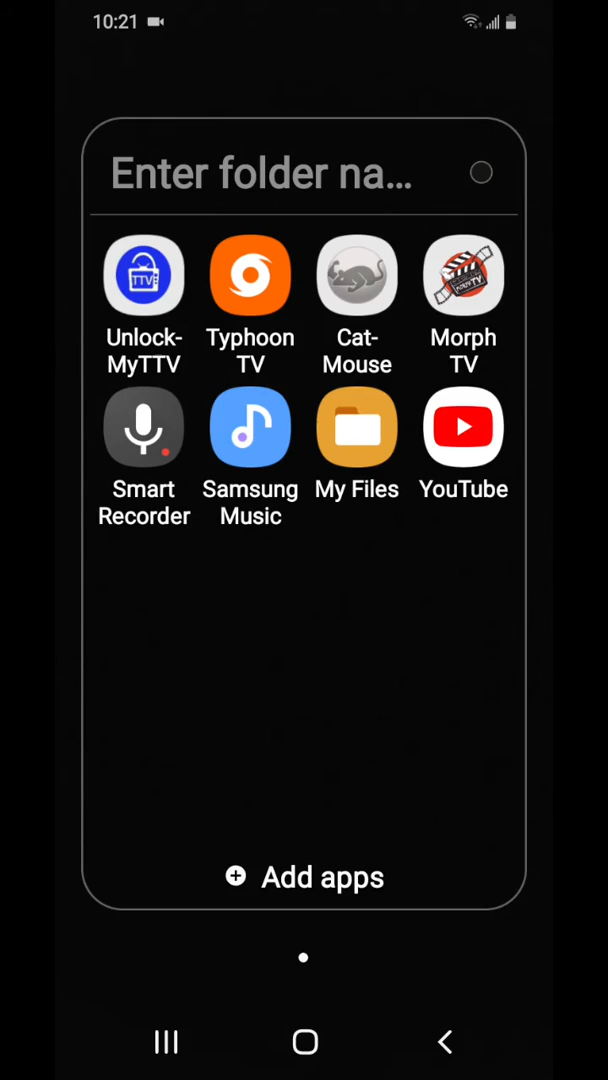 10:21
Enter folder na...
TTV
Unlock-
MyTTV
Typhoon
TV
Cat-
Mouse
Morph
TV
Smart
Recorder
Samsung
Music
My Files
YouTube
Add apps